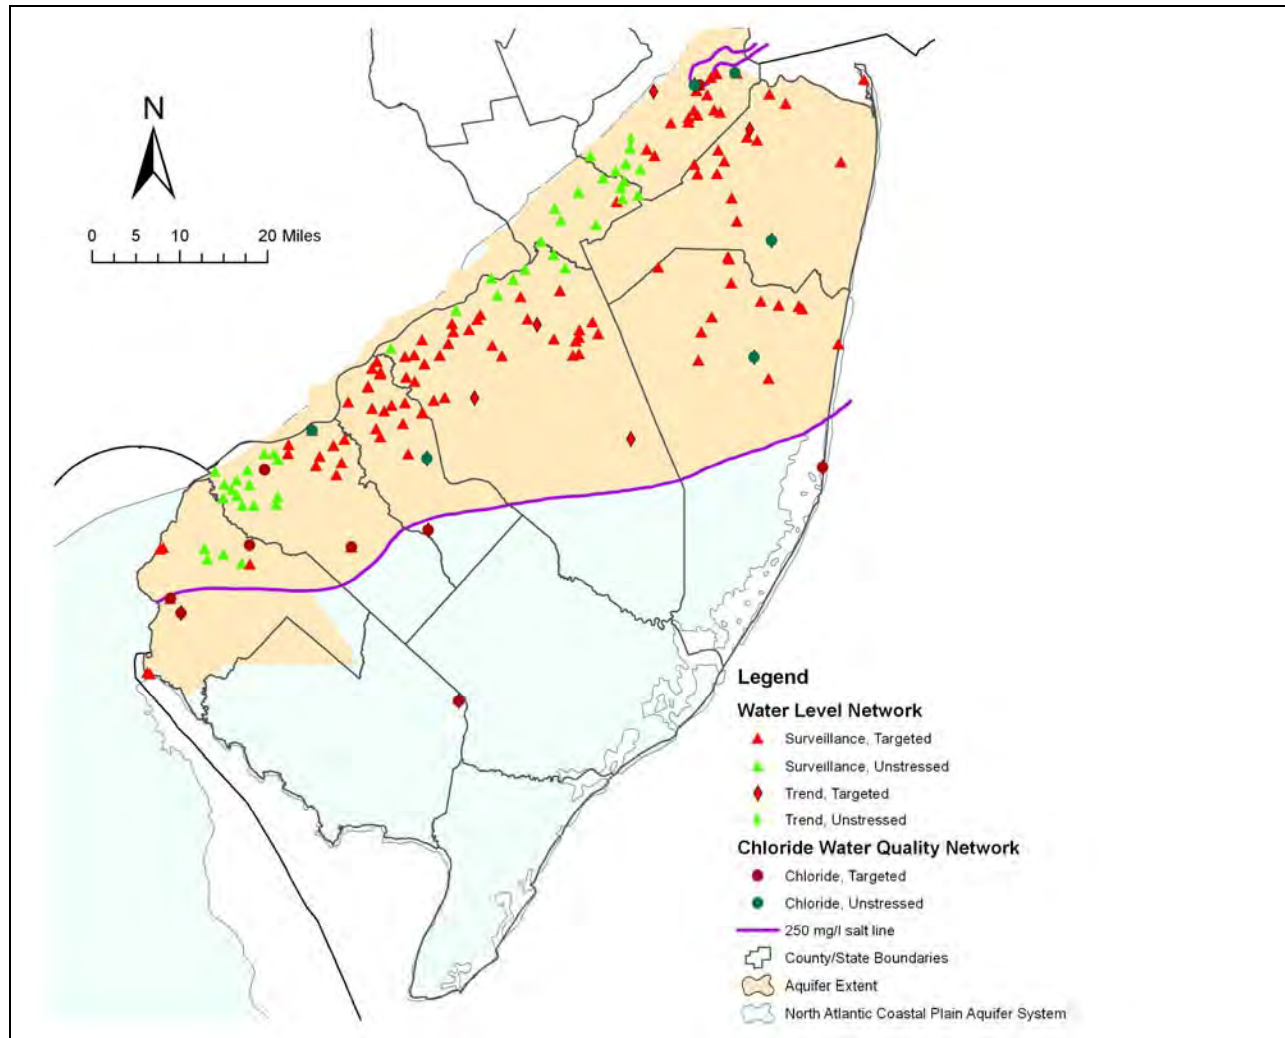 N
0 5 10 20 Miles
Legend
Water Level Network
Surveillance, Targeted
Surveillance, Unstressed
Trend, Targeted
Trend, Unstressed
Chloride Water Quality Network
Chloride, Targeted
Chloride, Unstressed
250 mg/l salt line
County/State Boundaries
Aquifer Extent
North Atlantic Coastal Plain Aquifer System